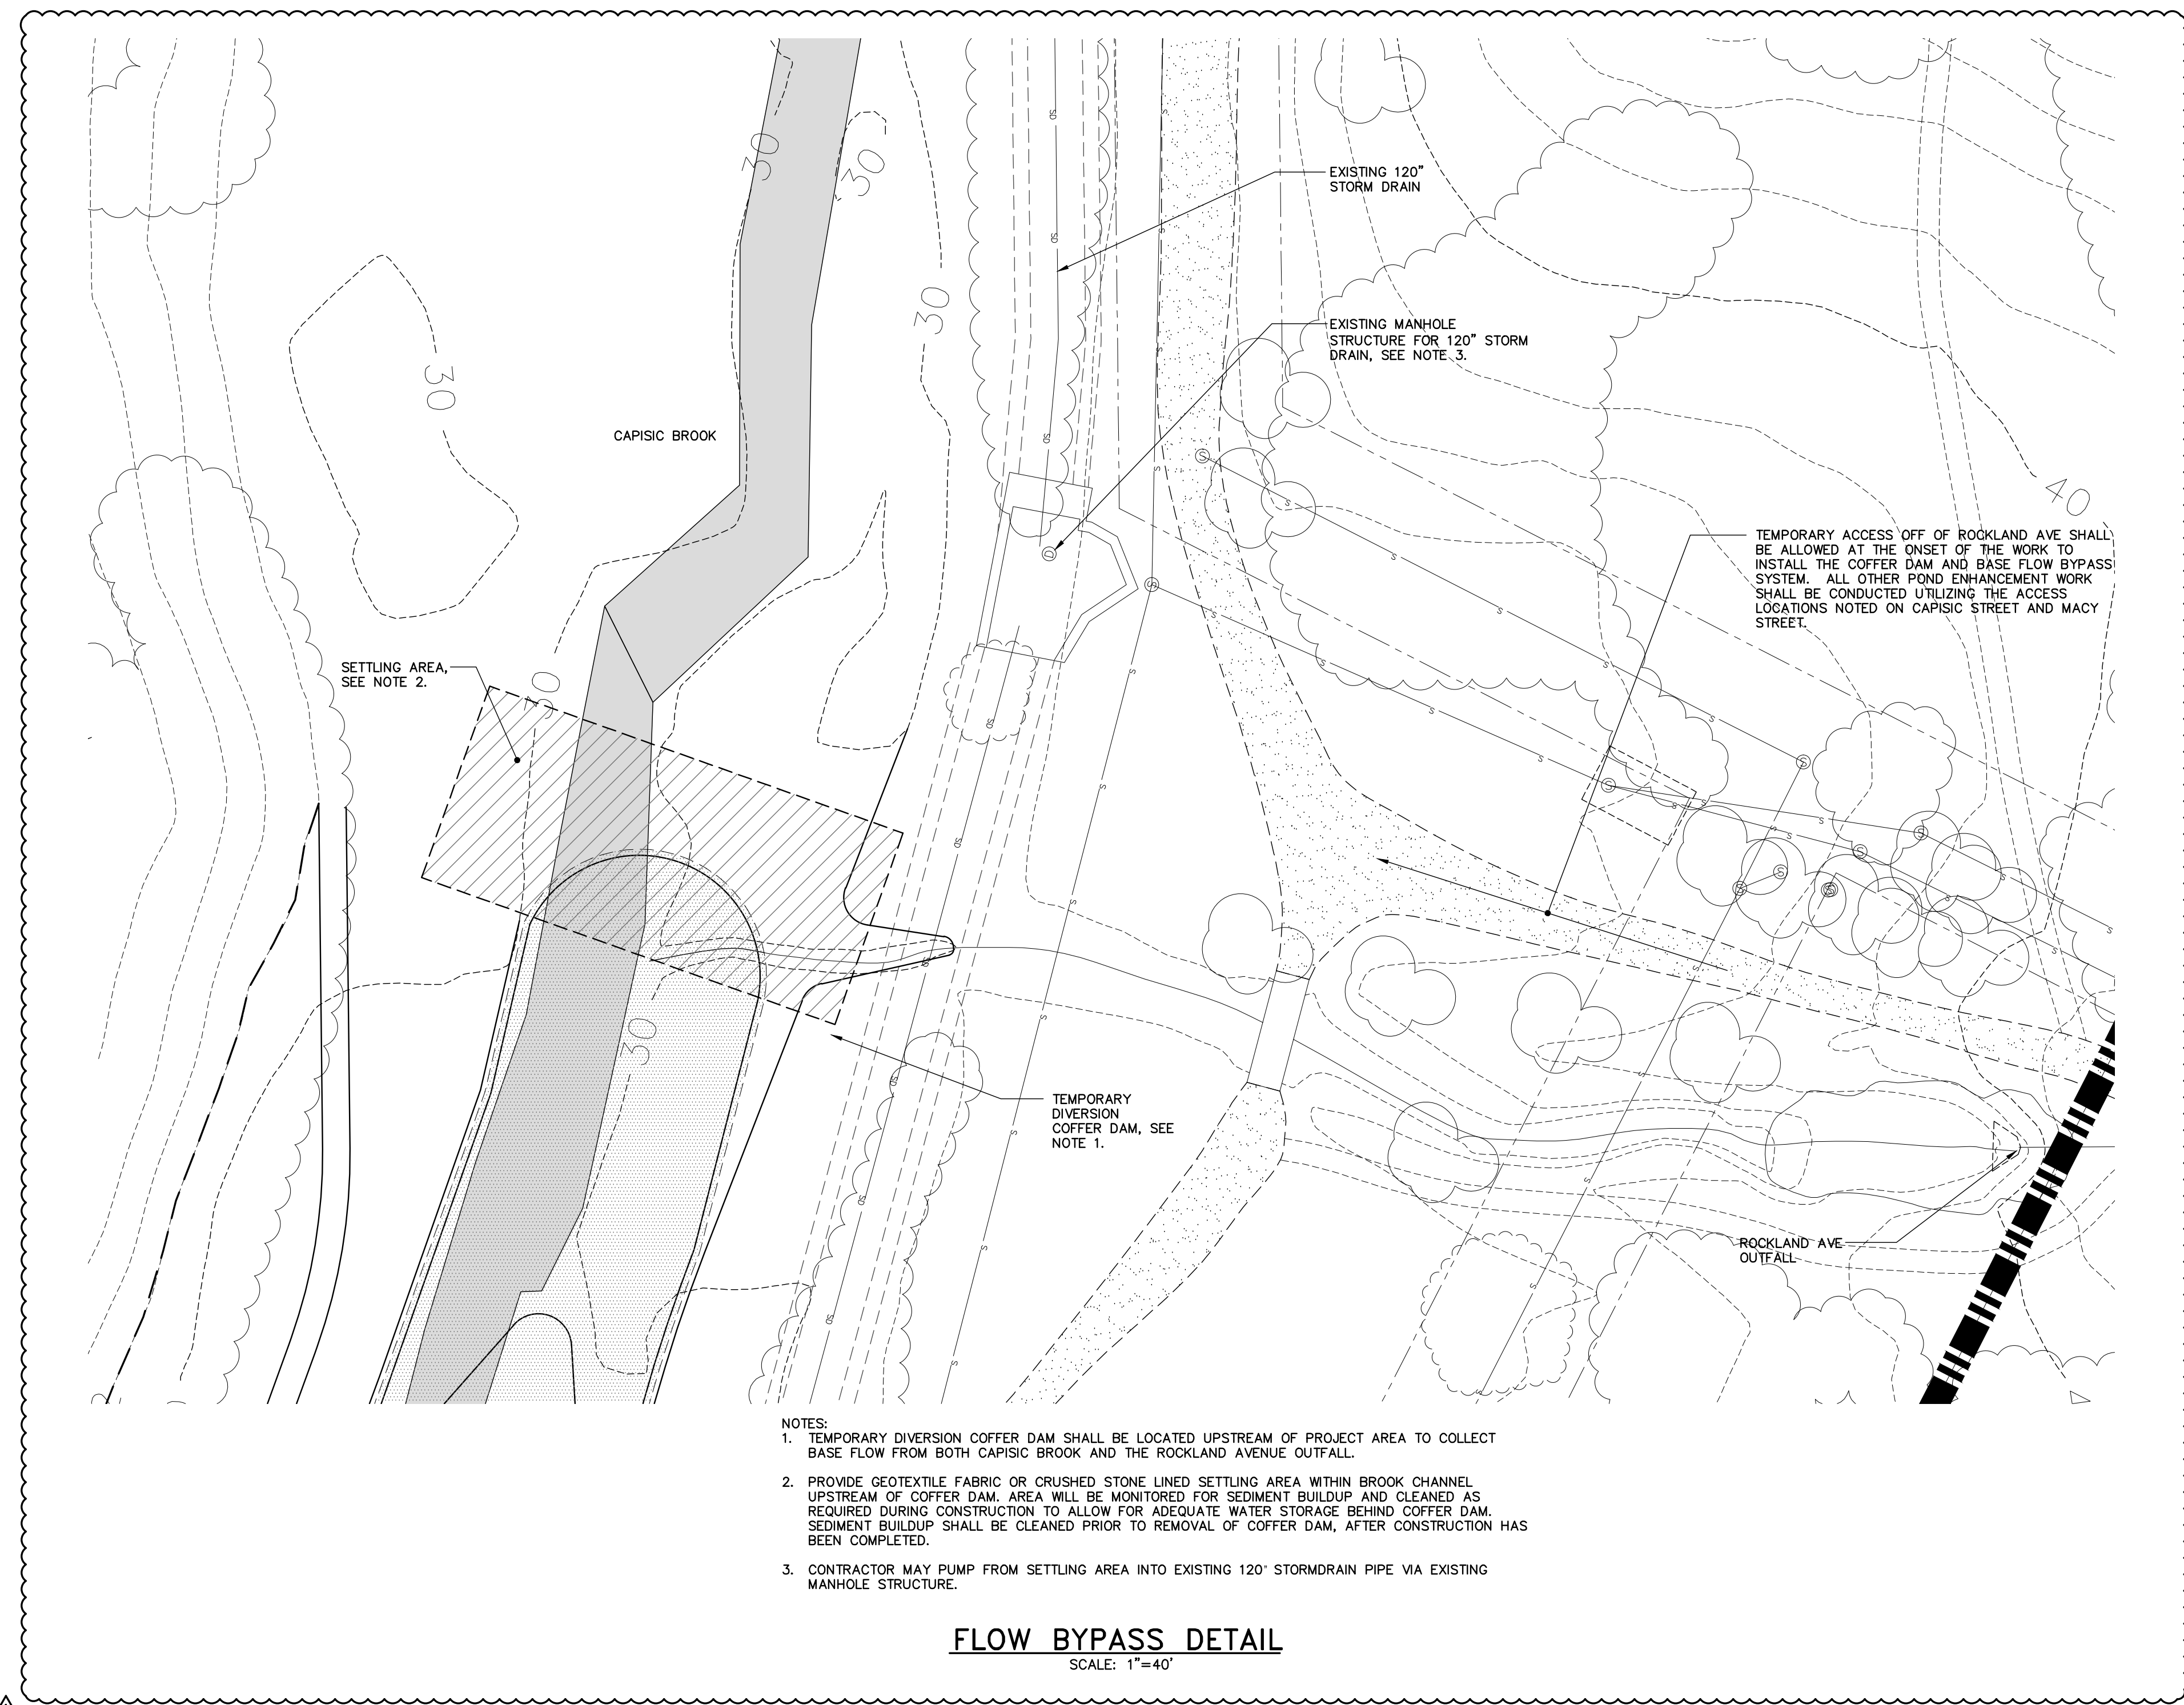 EXISTING 120"
STORM DRAIN
EXISTING MANHOLE
STRUCTURE FOR 120" STORM
DRAIN, SEE NOTE 3.
CAPISIC BROOK
TEMPORARY ACCESS OFF OF ROCKLAND AVE SHALL
BE ALLOWED AT THE ONSET OF THE WORK TO
INSTALL THE COFFER DAM AND BASE FLOW BYPASS
SYSTEM. ALL OTHER POND ENHANCEMENT WORK
SHALL BE CONDUCTED UTILIZING THE ACCESS
LOCATIONS NOTED ON CAPISIC STREET AND MACY
STREET.
SETTLING AREA,
SEE NOTE 2.
TEMPORARY
DIVERSION
COFFER DAM, SEE
NOTE 1.
ROCKLAND AVE
OUTFALL
30
30
30
30
30
30
40
SD
SD
SD
SD
SD
SD
SD
SD
SD
D
S
S
S
S
S
S
S
S
NOTES:
1. TEMPORARY DIVERSION COFFER DAM SHALL BE LOCATED UPSTREAM OF PROJECT AREA TO COLLECT
BASE FLOW FROM BOTH CAPISIC BROOK AND THE ROCKLAND AVENUE OUTFALL.
2. PROVIDE GEOTEXTILE FABRIC OR CRUSHED STONE LINED SETTLING AREA WITHIN BROOK CHANNEL
UPSTREAM OF COFFER DAM. AREA WILL BE MONITORED FOR SEDIMENT BUILDUP AND CLEANED AS
REQUIRED DURING CONSTRUCTION TO ALLOW FOR ADEQUATE WATER STORAGE BEHIND COFFER DAM.
SEDIMENT BUILDUP SHALL BE CLEANED PRIOR TO REMOVAL OF COFFER DAM, AFTER CONSTRUCTION HAS
BEEN COMPLETED.
3. CONTRACTOR MAY PUMP FROM SETTLING AREA INTO EXISTING 120" STORMDRAIN PIPE VIA EXISTING
MANHOLE STRUCTURE.
FLOW BYPASS DETAIL
SCALE: 1"=40'